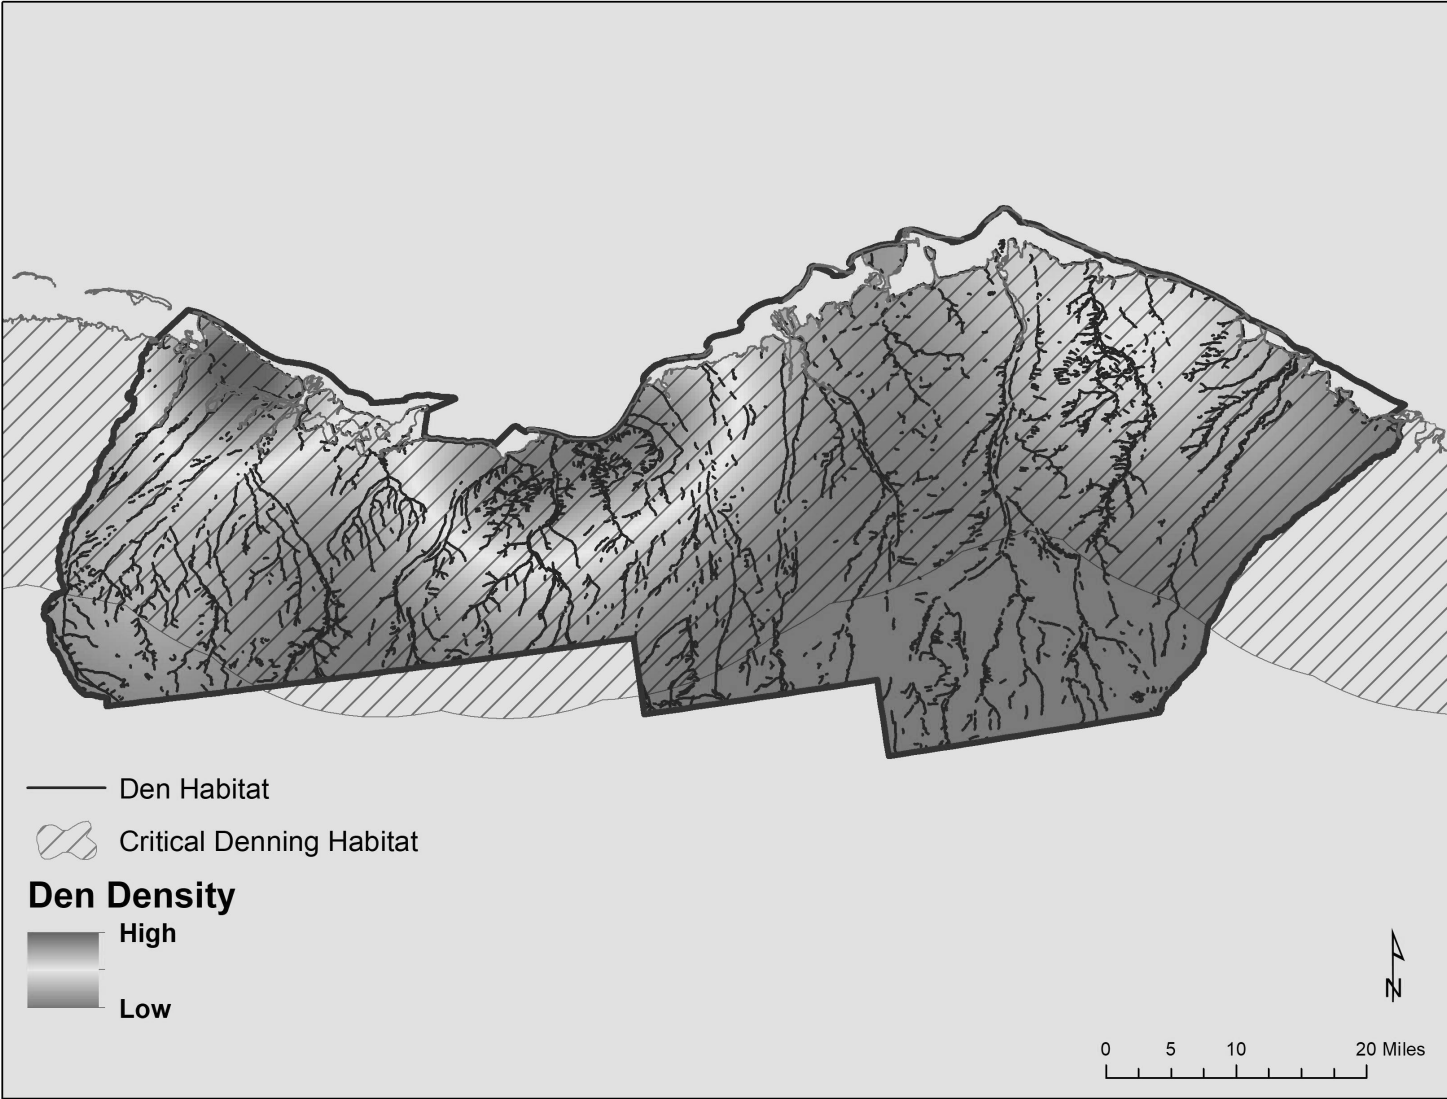 Den Habitat
Critical Denning Habitat
Den Density
High
Low
N
0 5 10 20 Miles